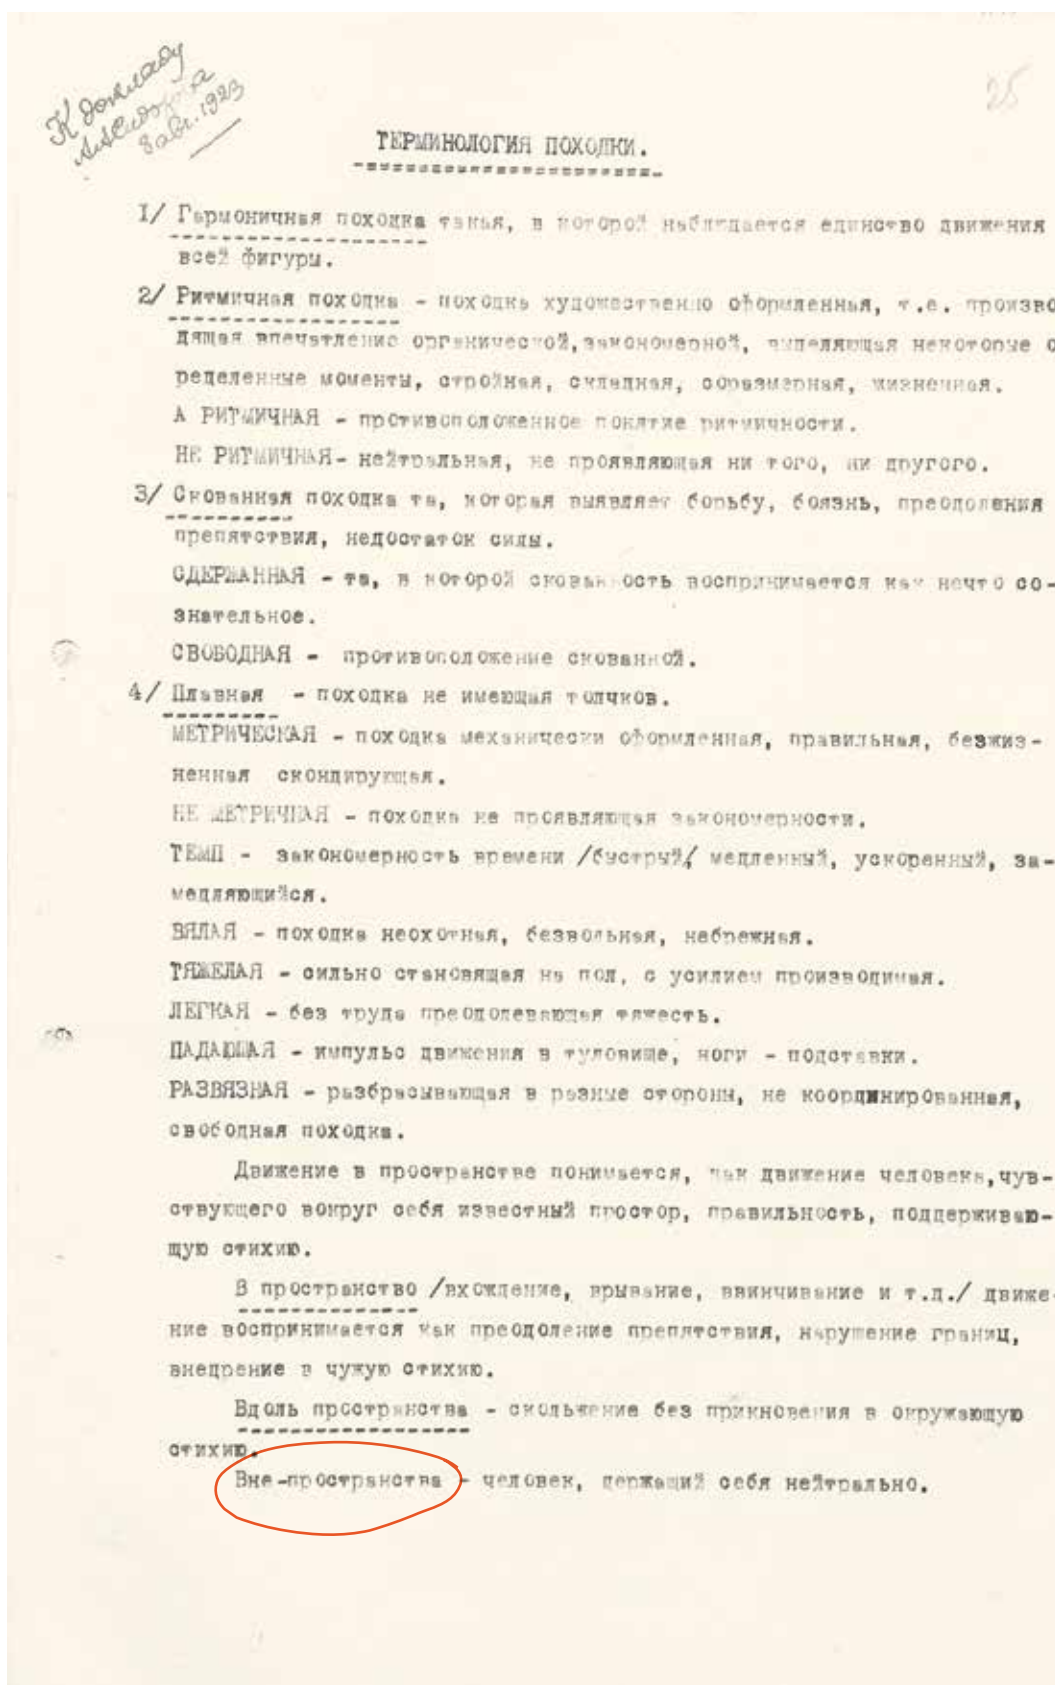 К докладу
А.А. Сидорова
8 авг. 1923
25
ТЕРМИНОЛОГИЯ ПОХОДКИ.
1/ Гармоничная походка такая, в которой наблюдается единство движения
всей фигуры.
2/ Ритмичная походка - походка художественно оформленная, т.е. произво
дящая впечатление органической,закономерной, выделяющая некоторые о
ределенные моменты, стройная, складная, соразмерная, жизненная.
А РИТМИЧНАЯ - противоположенное понятие ритмичности.
НЕ РИТМИЧНАЯ- нейтральная, не проявляющая ни того, ни другого.
3/ Скованная походка та, которая выявляет борьбу, боязнь, преодоления
препятствия, недостаток силы.
СДЕРЖАННАЯ - та, в которой скованность воспринимается как нечто со-
знательное.
СВОБОДНАЯ - противоположение скованной.
4/ Плавная - походка не имеющая толчков.
МЕТРИЧЕСКАЯ - походка механически оформленная, правильная, безжиз-
ненная скондирующая.
НЕ МЕТРИЧНАЯ - походка не проявляющая закономерности.
ТЕМП - закономерность времени /быстрый/ медленный, ускоренный, за-
медляющийся.
ВЯЛАЯ - походка неохотная, безвольная, небрежная.
ТЯЖЕЛАЯ - сильно становящая на пол, с усилием производимая.
ЛЕГКАЯ - без труда преодолевающая тяжесть.
ПАДАЮЩАЯ - импульс движения в туловище, ноги - подставки.
РАЗВЯЗНАЯ - разбрасывающая в разные стороны, не координированная,
свободная походка.
Движение в пространстве понимается, как движение человека,чув-
ствующего вокруг себя известный простор, правильность, поддерживаю-
щую стихию.
В пространство /вхождение, врывание, ввинчивание и т.д./ движе-
ние воспринимается как преодоление препятствия, нарушение границ,
внедрение в чужую стихию.
Вдоль пространства - скольжение без прикновения в окружающую
стихию.
Вне-пространства - человек, держащий себя нейтрально.